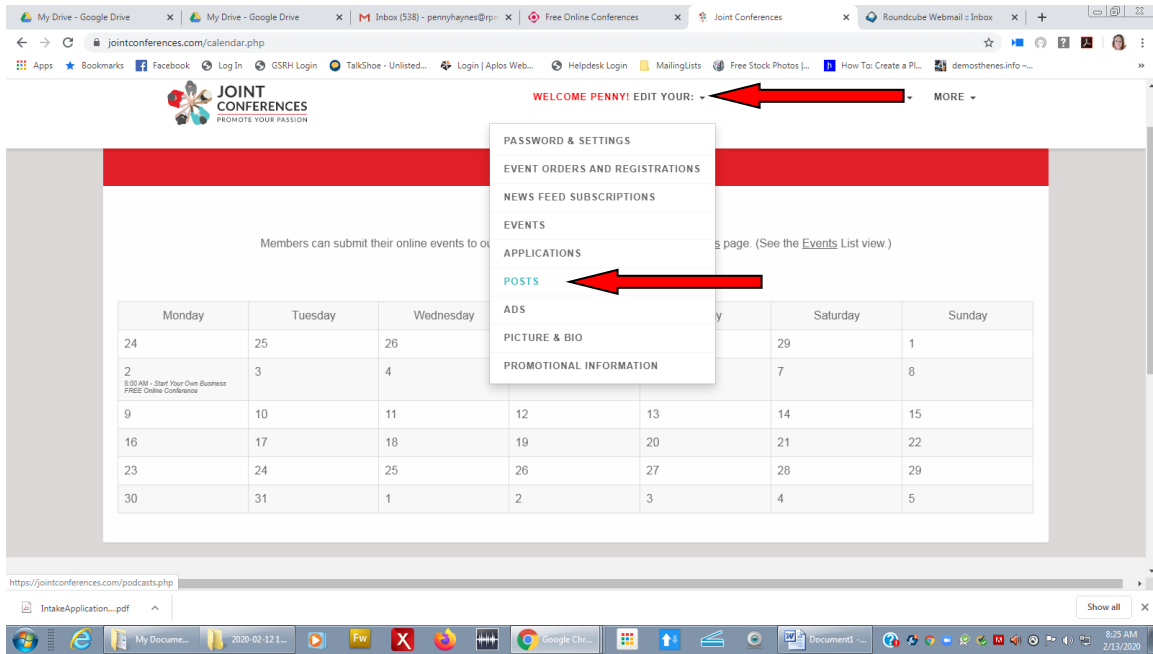 My Drive - Google Drive
My Drive - Google Drive
Inbox (538) - pennyhaynes@rpm
Free Online Conferences
Joint Conferences
Roundcube Webmail :: Inbox
jointconferences.com/calendar.php
Apps
Bookmarks
Facebook
Log In
GSRH Login
TalkShoe - Unlisted...
Login | Aplos Web...
Helpdesk Login
MailingLists
Free Stock Photos |...
How To: Create a Pl...
demosthenes.info –...
JOINT
CONFERENCES
PROMOTE YOUR PASSION
WELCOME PENNY! EDIT YOUR:
MORE
PASSWORD & SETTINGS
EVENT ORDERS AND REGISTRATIONS
NEWS FEED SUBSCRIPTIONS
EVENTS
APPLICATIONS
POSTS
ADS
PICTURE & BIO
PROMOTIONAL INFORMATION
Members can submit their online events to ou
s page. (See the Events List view.)
Monday Tuesday Wednesday y Saturday Sunday
24 25 26 29 1
2 3 4 7 8
8:00 AM - Start Your Own Business
FREE Online Conference
9 10 11 12 13 14 15
16 17 18 19 20 21 22
23 24 25 26 27 28 29
30 31 1 2 3 4 5
https://jointconferences.com/podcasts.php
IntakeApplication....pdf
Show all
My Docume...
2020-02-12 1...
Fw
Google Chr...
Document1 -...
8:25 AM
2/13/2020